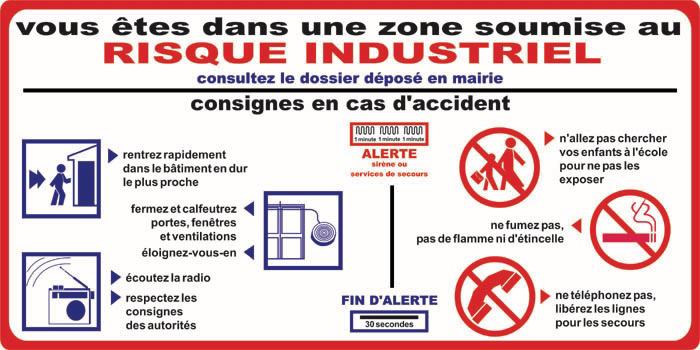 vous êtes dans une zone soumise au
RISQUE INDUSTRIEL
consultez le dossier déposé en mairie
consignes en cas d'accident
rentrez rapidement
dans le bâtiment en dur
le plus proche
fermez et calfeutrez
portes, fenêtres
et ventilations
éloignez-vous-en
écoutez la radio
respectez les
consignes
des autorités
1 minute 1 minute 1 minute
ALERTE
sirène ou
services de secours
FIN D'ALERTE
30 secondes
n'allez pas chercher
vos enfants à l'école
pour ne pas les
exposer
ne fumez pas,
pas de flamme ni d'étincelle
ne téléphonez pas,
libérez les lignes
pour les secours